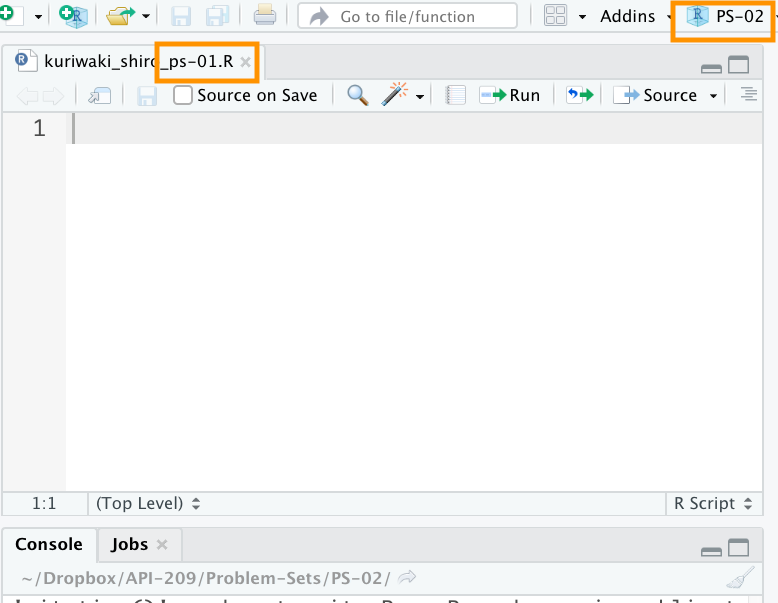 Go to file/function
Addins
R PS-02
R kuriwaki_shiro_ps-01.R
Source on Save
Run
Source
1
1:1
(Top Level)
R Script
Console
Jobs
~/Dropbox/API-209/Problem-Sets/PS-02/